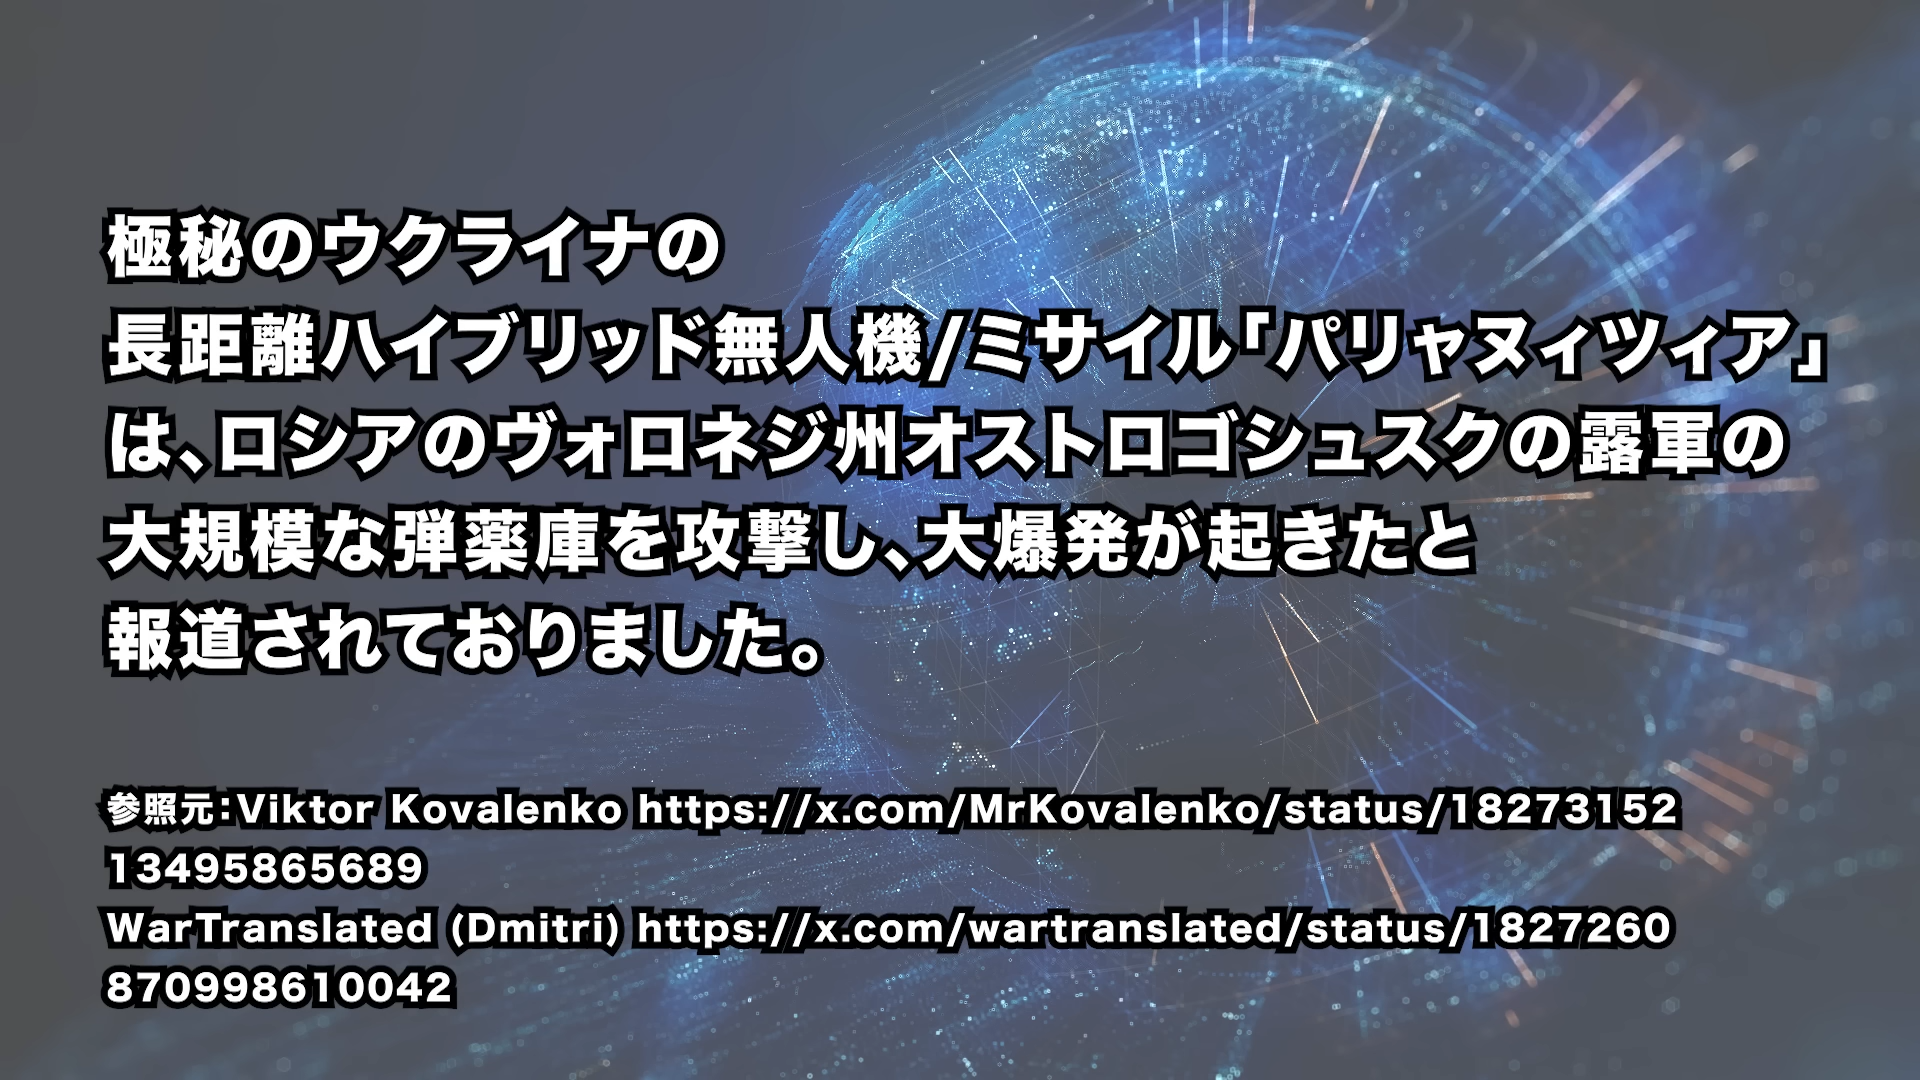 極秘のウクライナの
長距離ハイブリッド無人機/ミサイル「パリャヌィツィア」
は、ロシアのヴォロネジ州オストロゴシュスクの露軍の
大規模な弾薬庫を攻撃し、大爆発が起きたと
報道されておりました。
参照元：Viktor Kovalenko https://x.com/MrKovalenko/status/18273152
13495865689
WarTranslated (Dmitri) https://x.com/wartranslated/status/1827260
870998610042